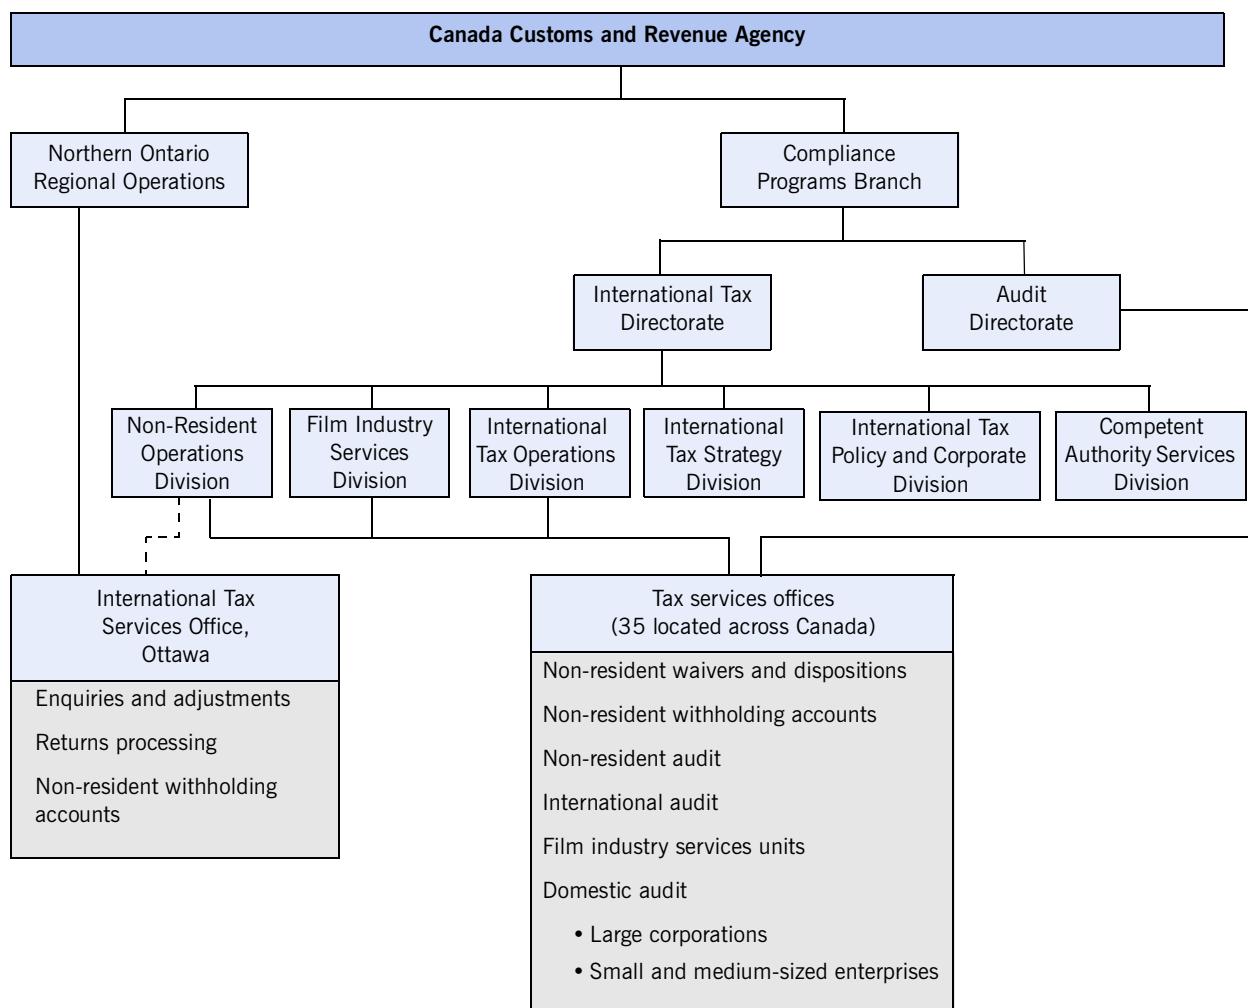 Canada Customs and Revenue Agency
Northern Ontario
Regional Operations
Compliance
Programs Branch
International Tax
Directorate
Audit
Directorate
Non-Resident
Operations
Division
Film Industry
Services
Division
International
Tax Operations
Division
International
Tax Strategy
Division
International Tax
Policy and Corporate
Division
Competent
Authority Services
Division
International Tax
Services Office,
Ottawa
Enquiries and adjustments
Returns processing
Non-resident withholding
accounts
Tax services offices
(35 located across Canada)
Non-resident waivers and dispositions
Non-resident withholding accounts
Non-resident audit
International audit
Film industry services units
Domestic audit
• Large corporations
• Small and medium-sized enterprises